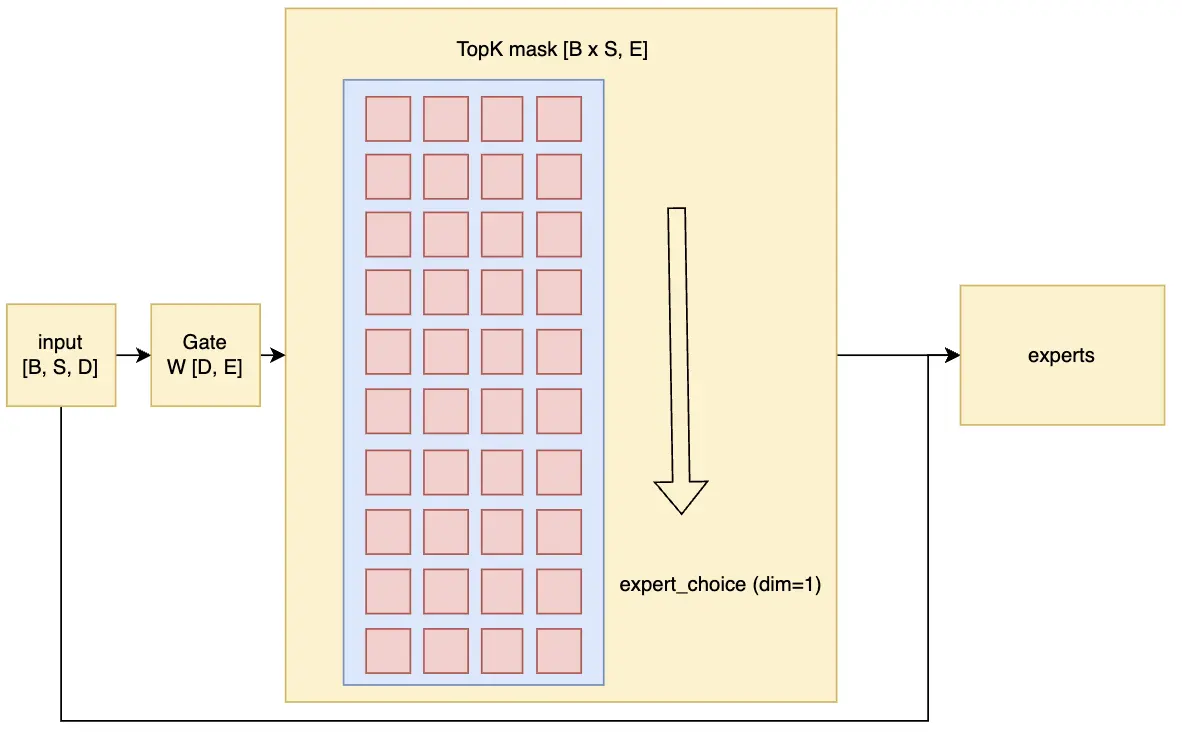 TopK mask [B x S, E]
input
[B, S, D]
Gate
W [D, E]
experts
expert_choice (dim=1)